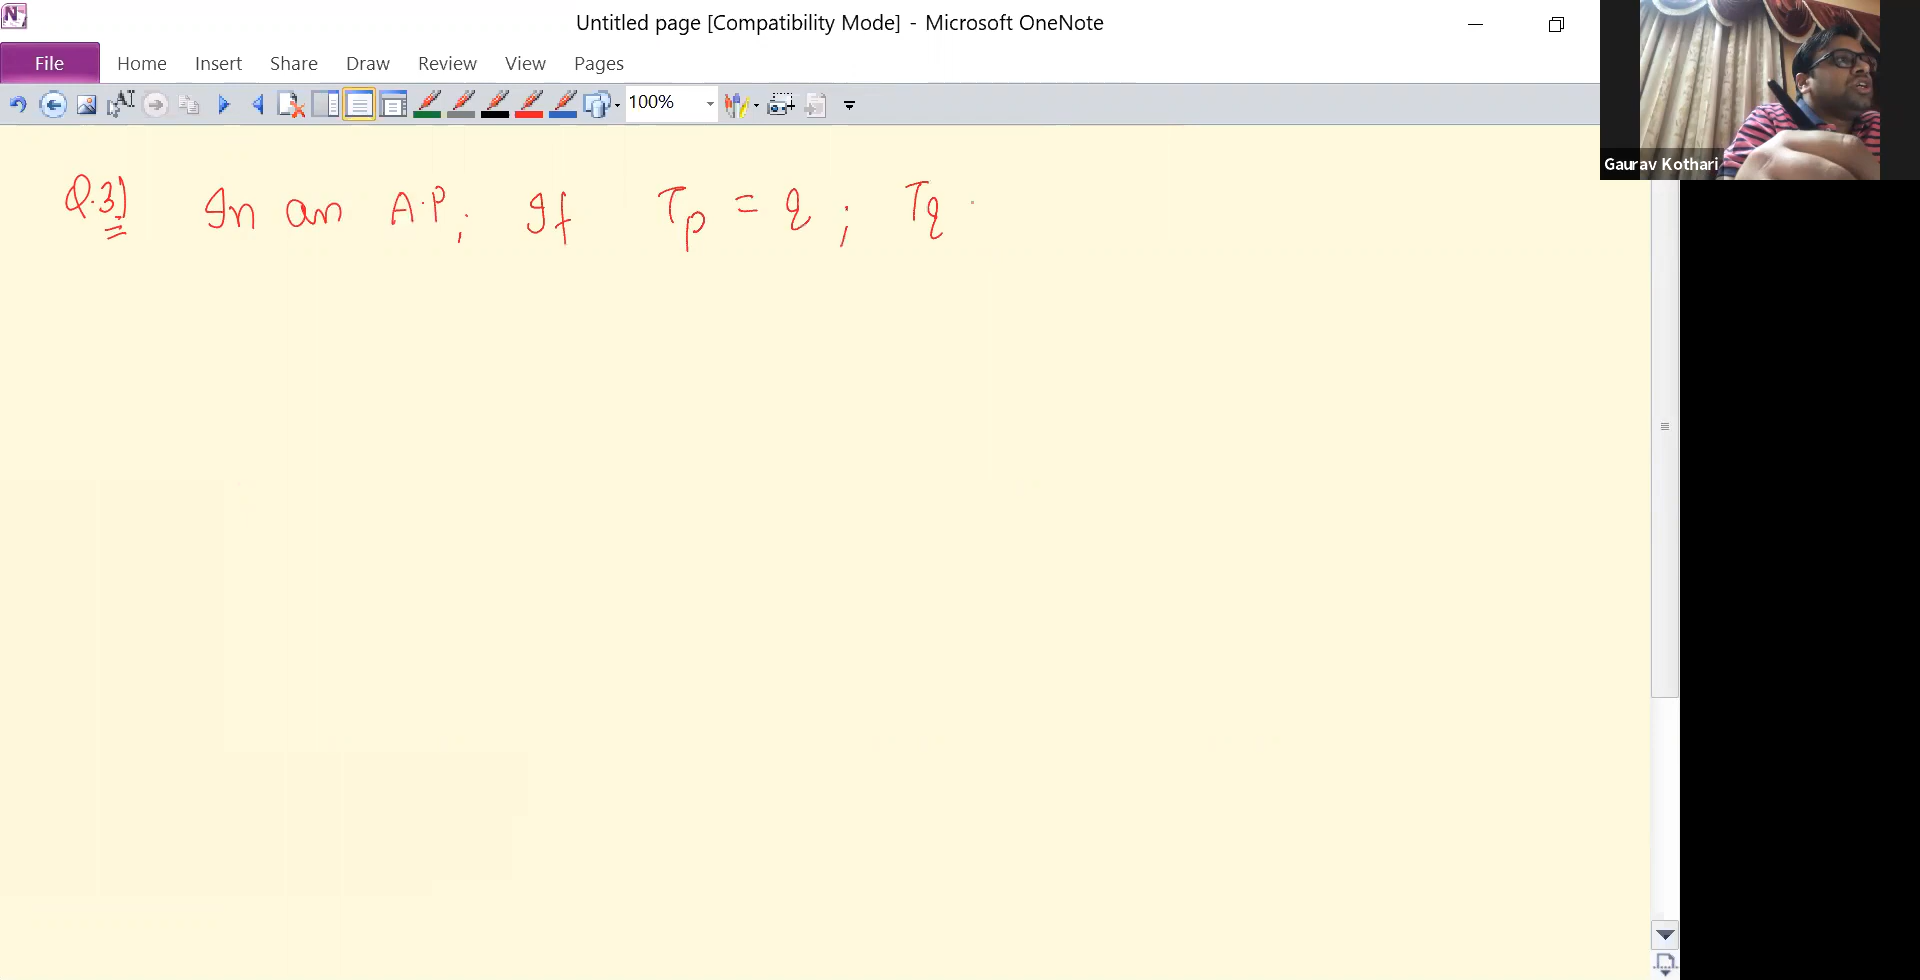 Untitled page [Compatibility Mode] - Microsoft OneNote
File Home Insert Share Draw Review View Pages
100%
Gaurav Kothari
Q.3) In an A.P; If Tp = q ; Tq